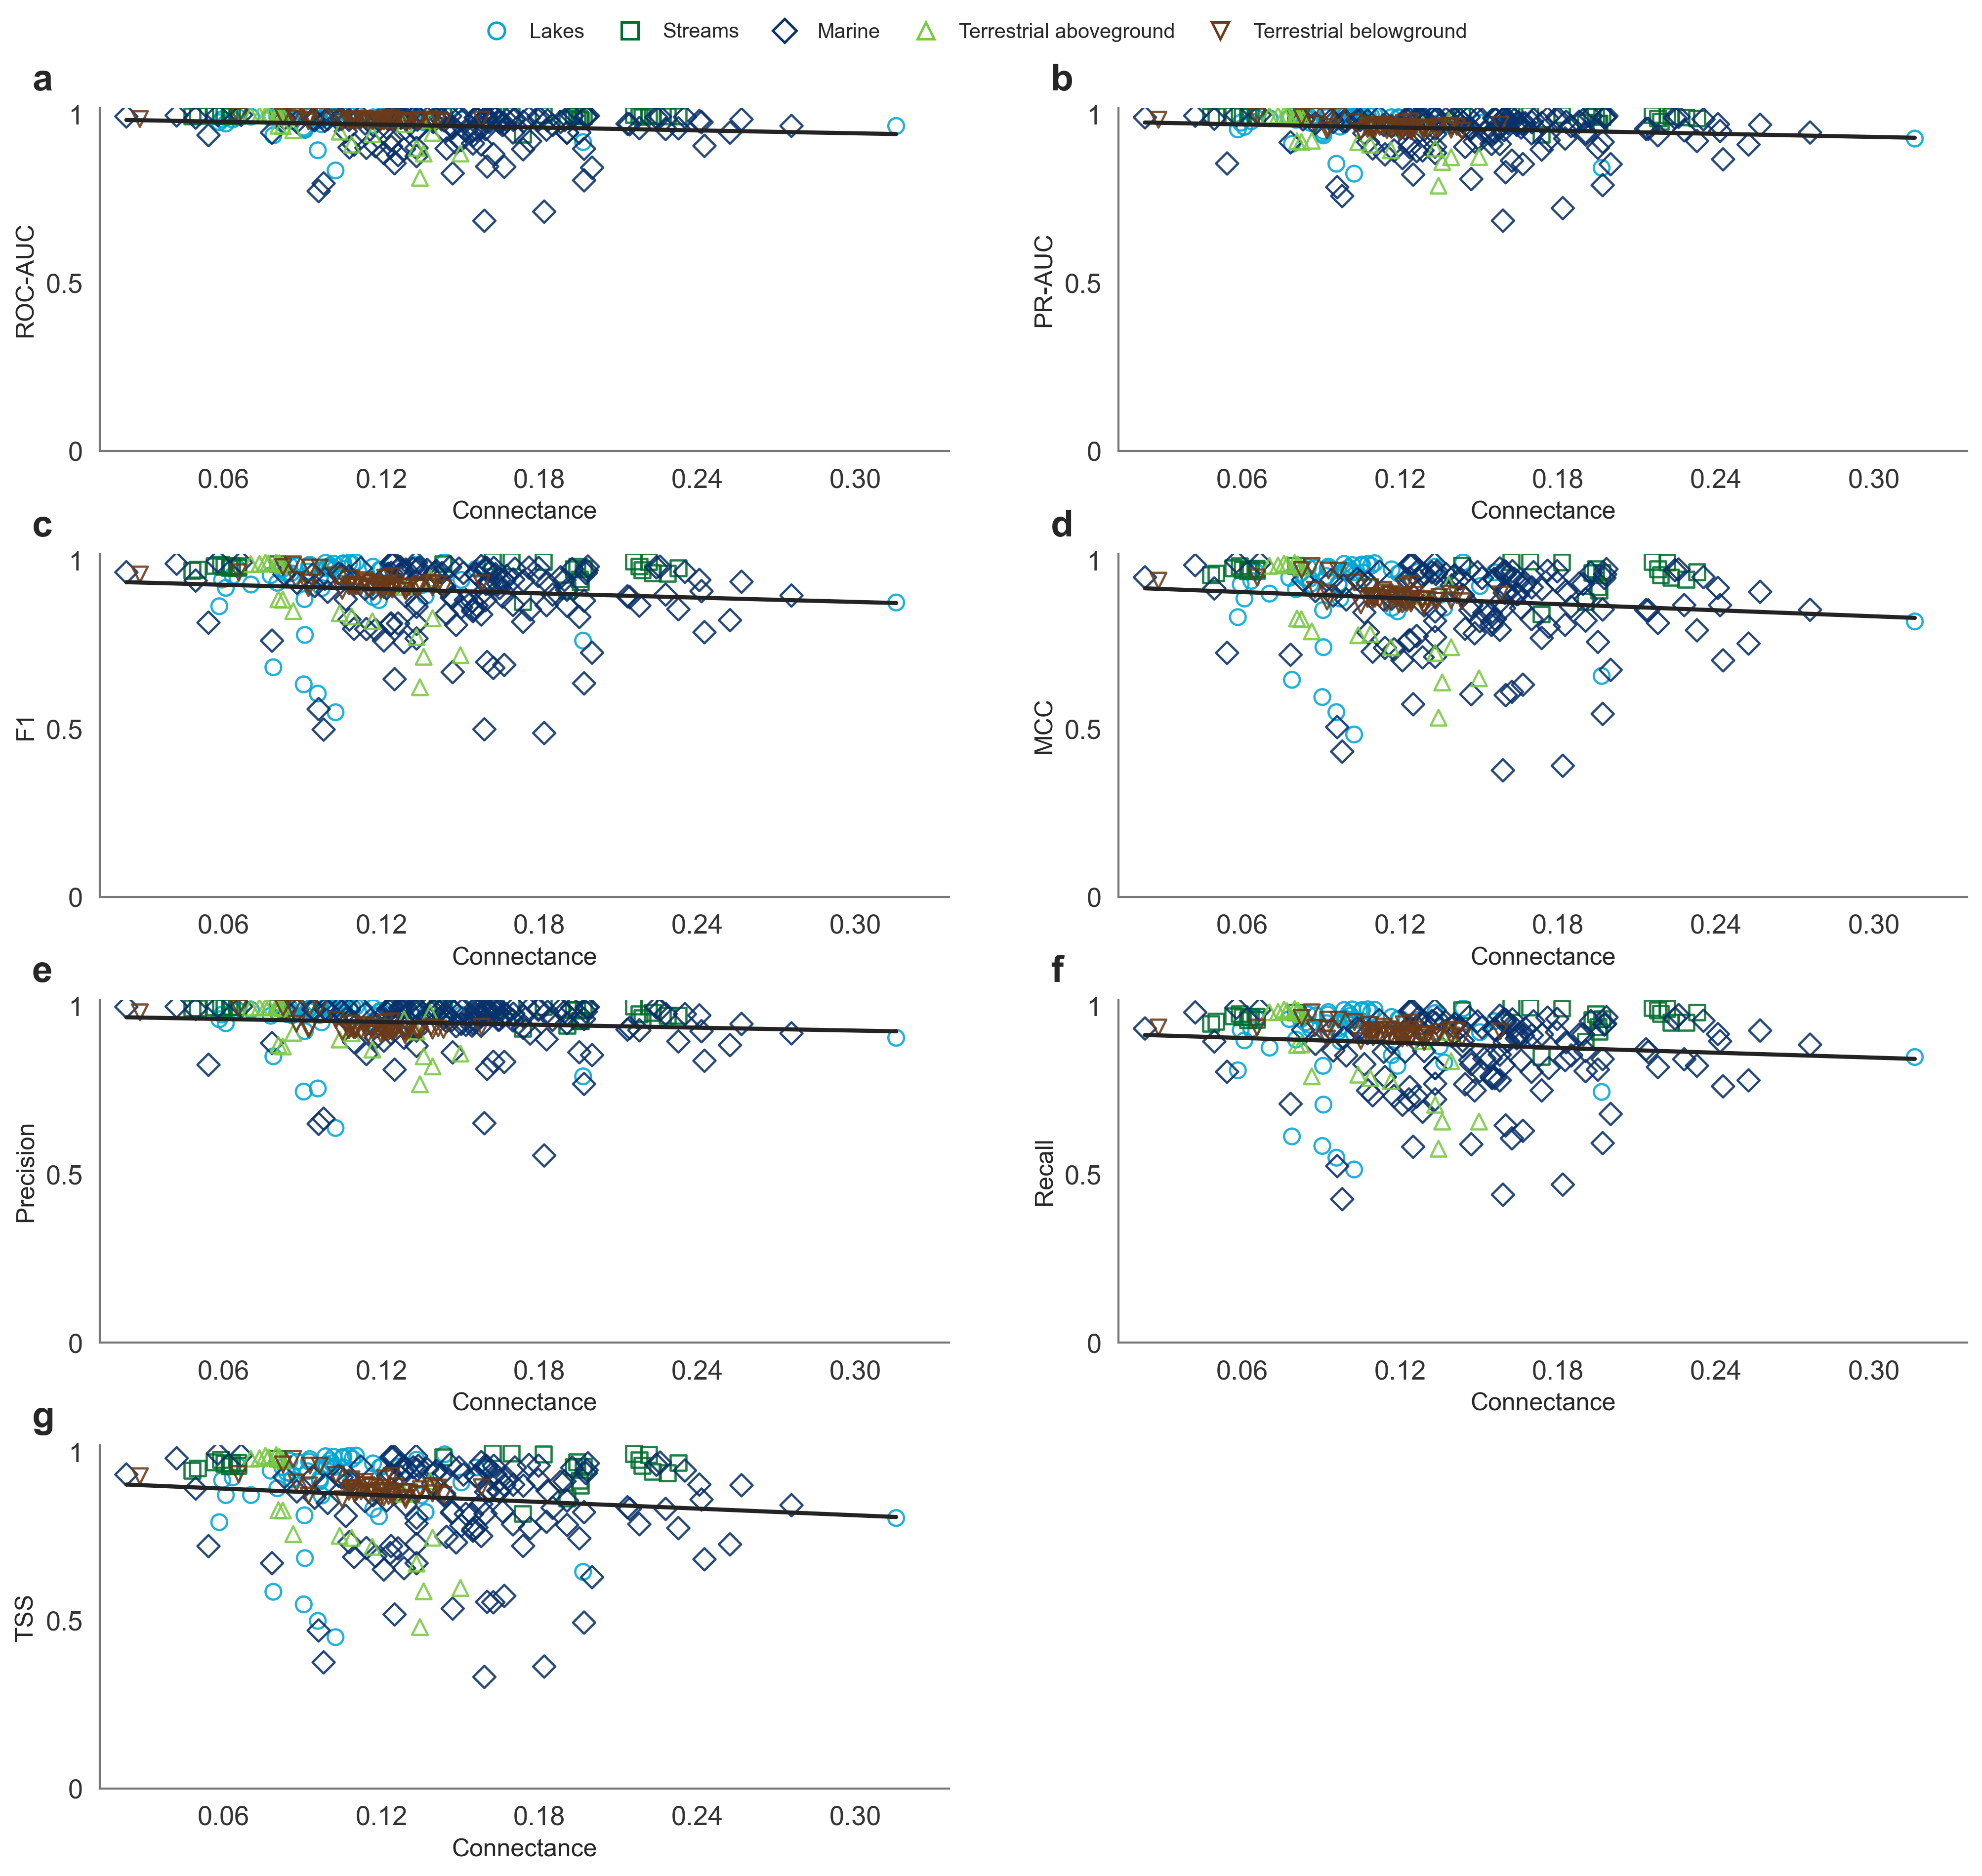 Lakes Streams Marine Terrestrial aboveground Terrestrial belowground
a
1
0.5
0
ROC-AUC
0.06 0.12 0.18 0.24 0.30
Connectance
b
1
0.5
0
PR-AUC
0.06 0.12 0.18 0.24 0.30
Connectance
c
1
0.5
0
F1
0.06 0.12 0.18 0.24 0.30
Connectance
d
1
0.5
0
MCC
0.06 0.12 0.18 0.24 0.30
Connectance
e
1
0.5
0
Precision
0.06 0.12 0.18 0.24 0.30
Connectance
f
1
0.5
0
Recall
0.06 0.12 0.18 0.24 0.30
Connectance
g
1
0.5
0
TSS
0.06 0.12 0.18 0.24 0.30
Connectance